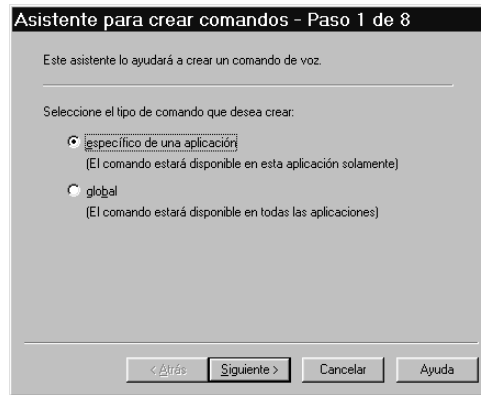 Asistente para crear comandos - Paso 1 de 8
Este asistente lo ayudará a crear un comando de voz.
Seleccione el tipo de comando que desea crear:
específico de una aplicación
(El comando estará disponible en esta aplicación solamente)
global
(El comando estará disponible en todas las aplicaciones)
< Atrás Siguiente > Cancelar Ayuda